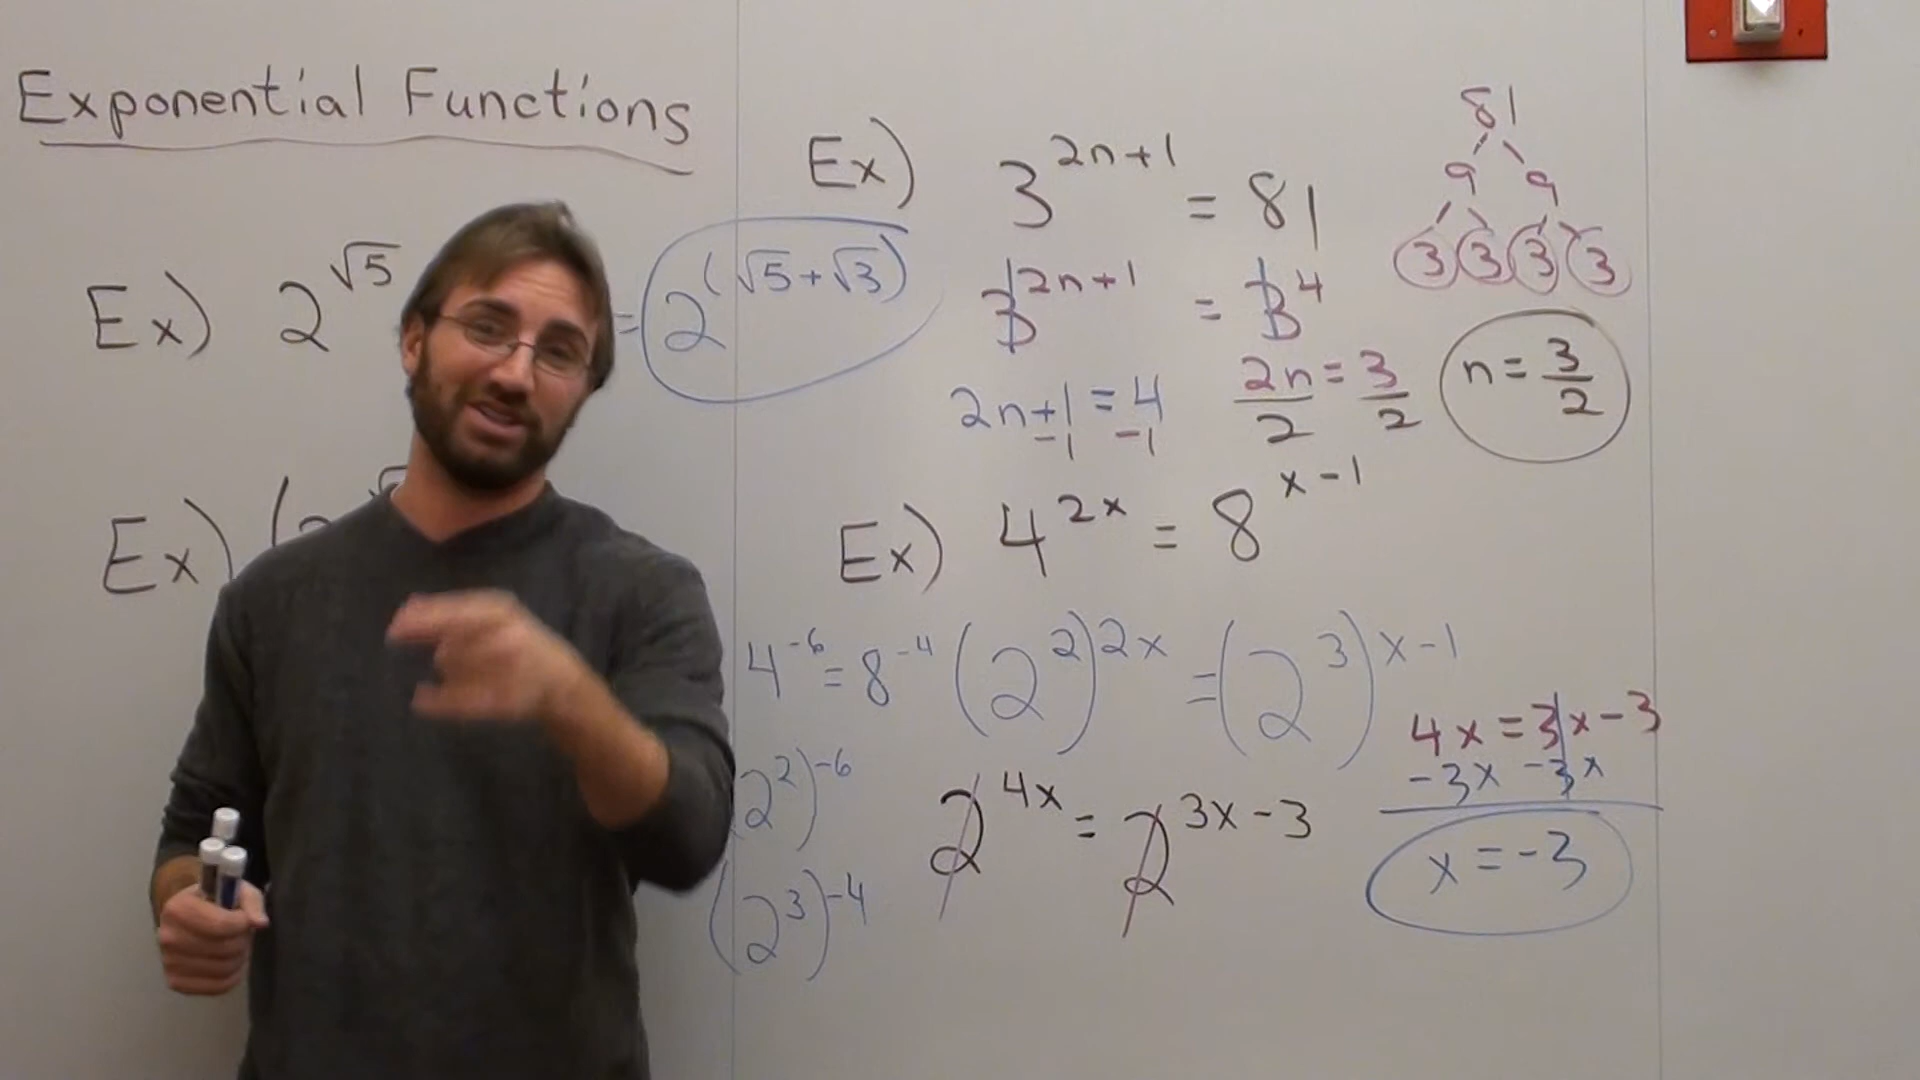 Exponential Functions
Ex) 2^√5
= 2^(√5+√3)
Ex) (2^√
Ex) 3^2n+1 = 81
3^2n+1 = 3^4
2n+1 = 4
-1 -1
2n = 3
2 2
n = 3/2
81
9 9
3 3 3 3
Ex) 4^2x = 8^x-1
4^-6 = 8^-4
(2^2)^2x = (2^3)^x-1
2^2)^-6
(2^3)^-4
2^4x = 2^3x-3
4x = 3x-3
-3x -3x
x = -3